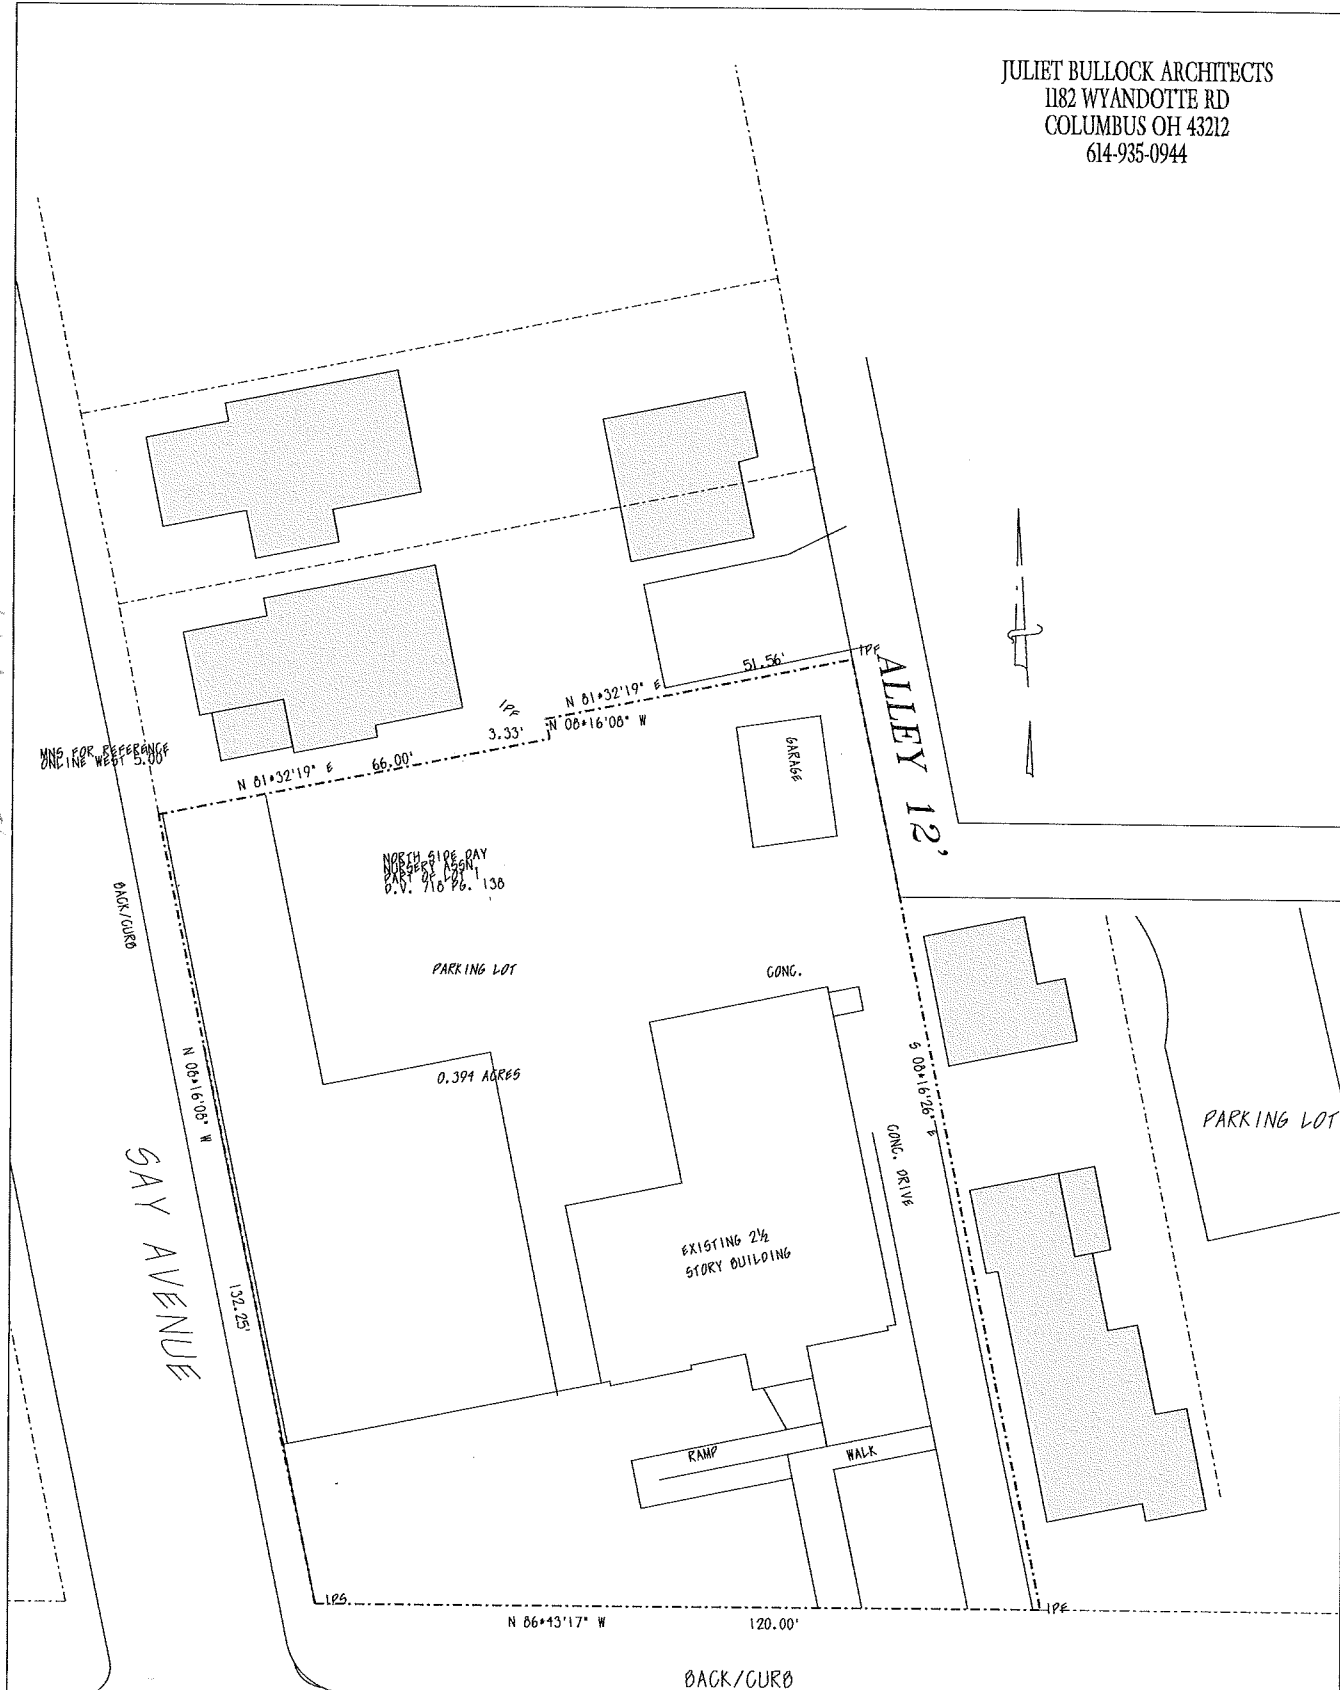 JULIET BULLOCK ARCHITECTS
1182 WYANDOTTE RD
COLUMBUS OH 43212
614-935-0944
51.56'
IPF
N 81°32'19" E
IPF
3.33'
N 08°16'08" W
ALLEY 12'
GARAGE
MNS FOR REFERENCE
ONLINE WEST 5.00'
N 81°32'19" E
66.00'
NORTH SIDE DAY
NURSERY ASSN.
PART OF LOT 1
D.V. 718 PG. 138
BACK/CURB
PARKING LOT
CONC.
N 08°16'08" W
0.394 ACRES
S 08°16'26" E
PARKING LOT
CONC. DRIVE
SAY AVENUE
EXISTING 2½
STORY BUILDING
132.25'
RAMP
WALK
IPS
IPF
N 86°43'17" W
120.00'
BACK/CURB